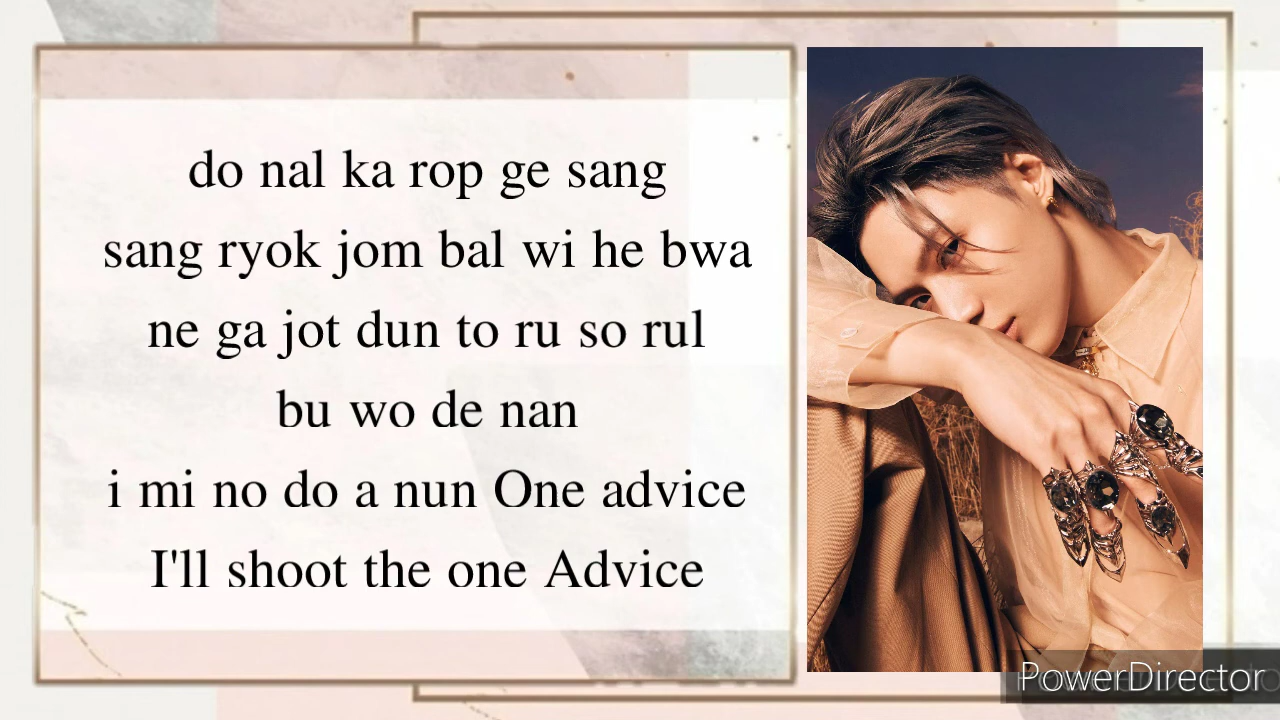 do nal ka rop ge sang
sang ryok jom bal wi he bwa
ne ga jot dun to ru so rul
bu wo de nan
i mi no do a nun One advice
I'll shoot the one Advice
PowerDirector